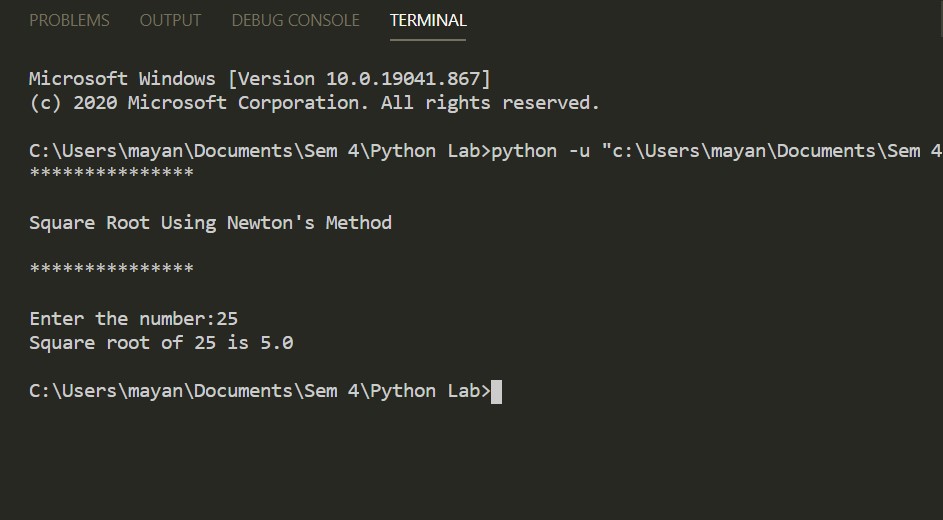 PROBLEMS OUTPUT DEBUG CONSOLE TERMINAL
Microsoft Windows [Version 10.0.19041.867]
(c) 2020 Microsoft Corporation. All rights reserved.
C:\Users\mayan\Documents\Sem 4\Python Lab>python -u "c:\Users\mayan\Documents\Sem 4
***************
Square Root Using Newton's Method
***************
Enter the number:25
Square root of 25 is 5.0
C:\Users\mayan\Documents\Sem 4\Python Lab>